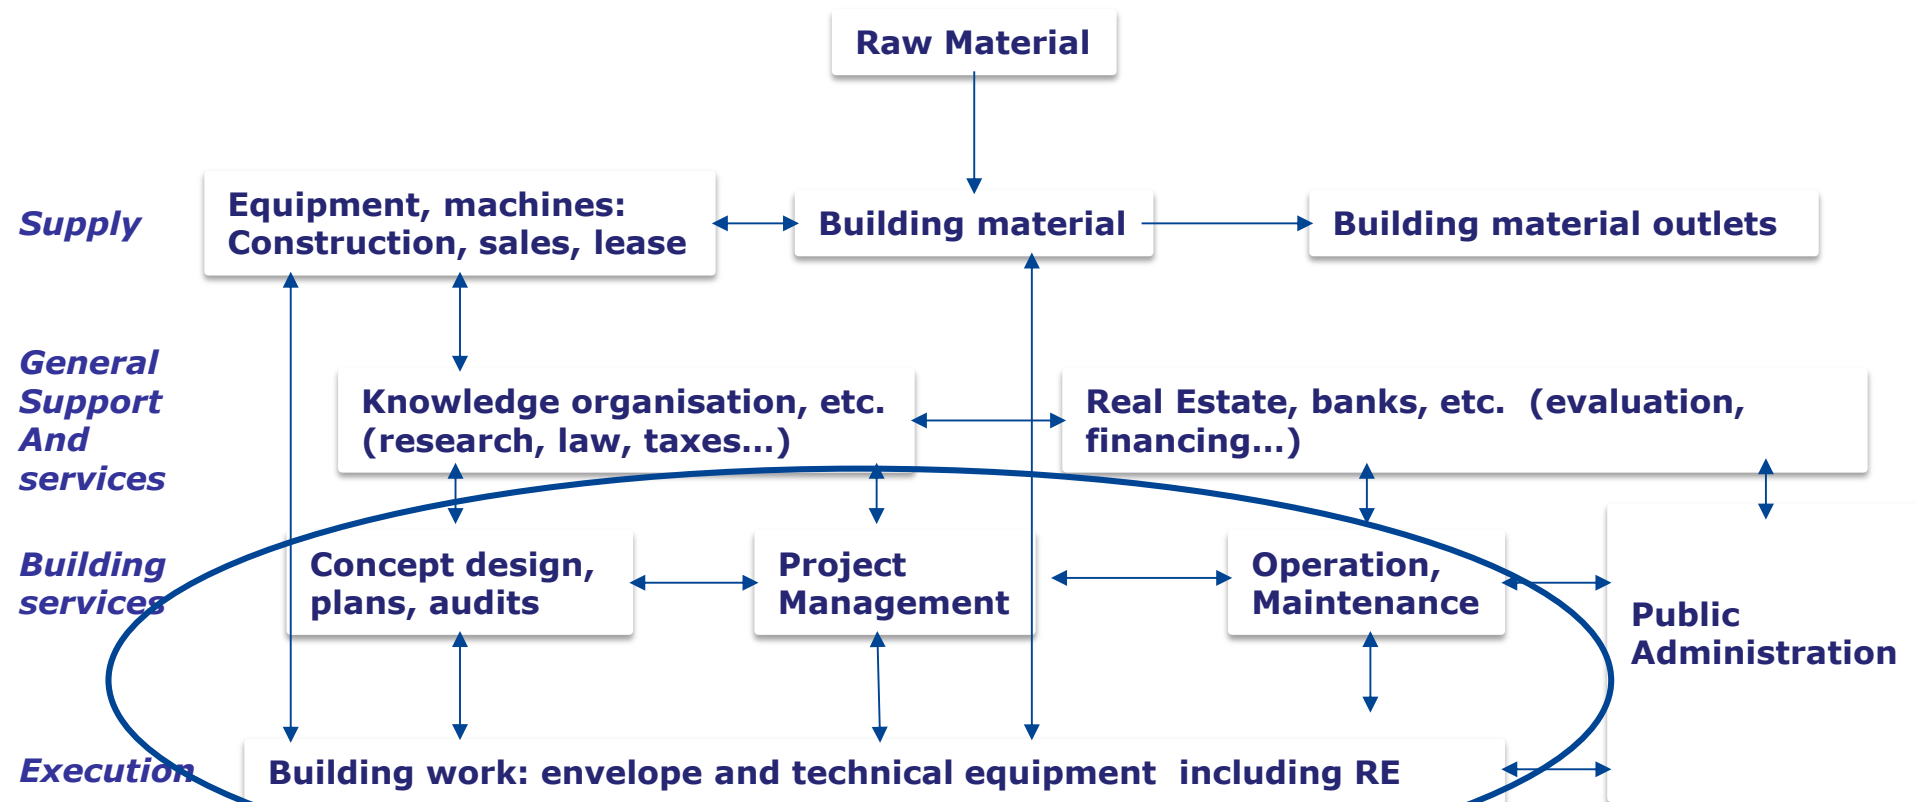 Raw Material
Supply
Equipment, machines:
Construction, sales, lease
Building material
Building material outlets
General
Support
And
services
Knowledge organisation, etc.
(research, law, taxes...)
Real Estate, banks, etc.  (evaluation,
financing...)
Building
services
Concept design,
plans, audits
Project
Management
Operation,
Maintenance
Public
Administration
Execution
Building work: envelope and technical equipment  including RE